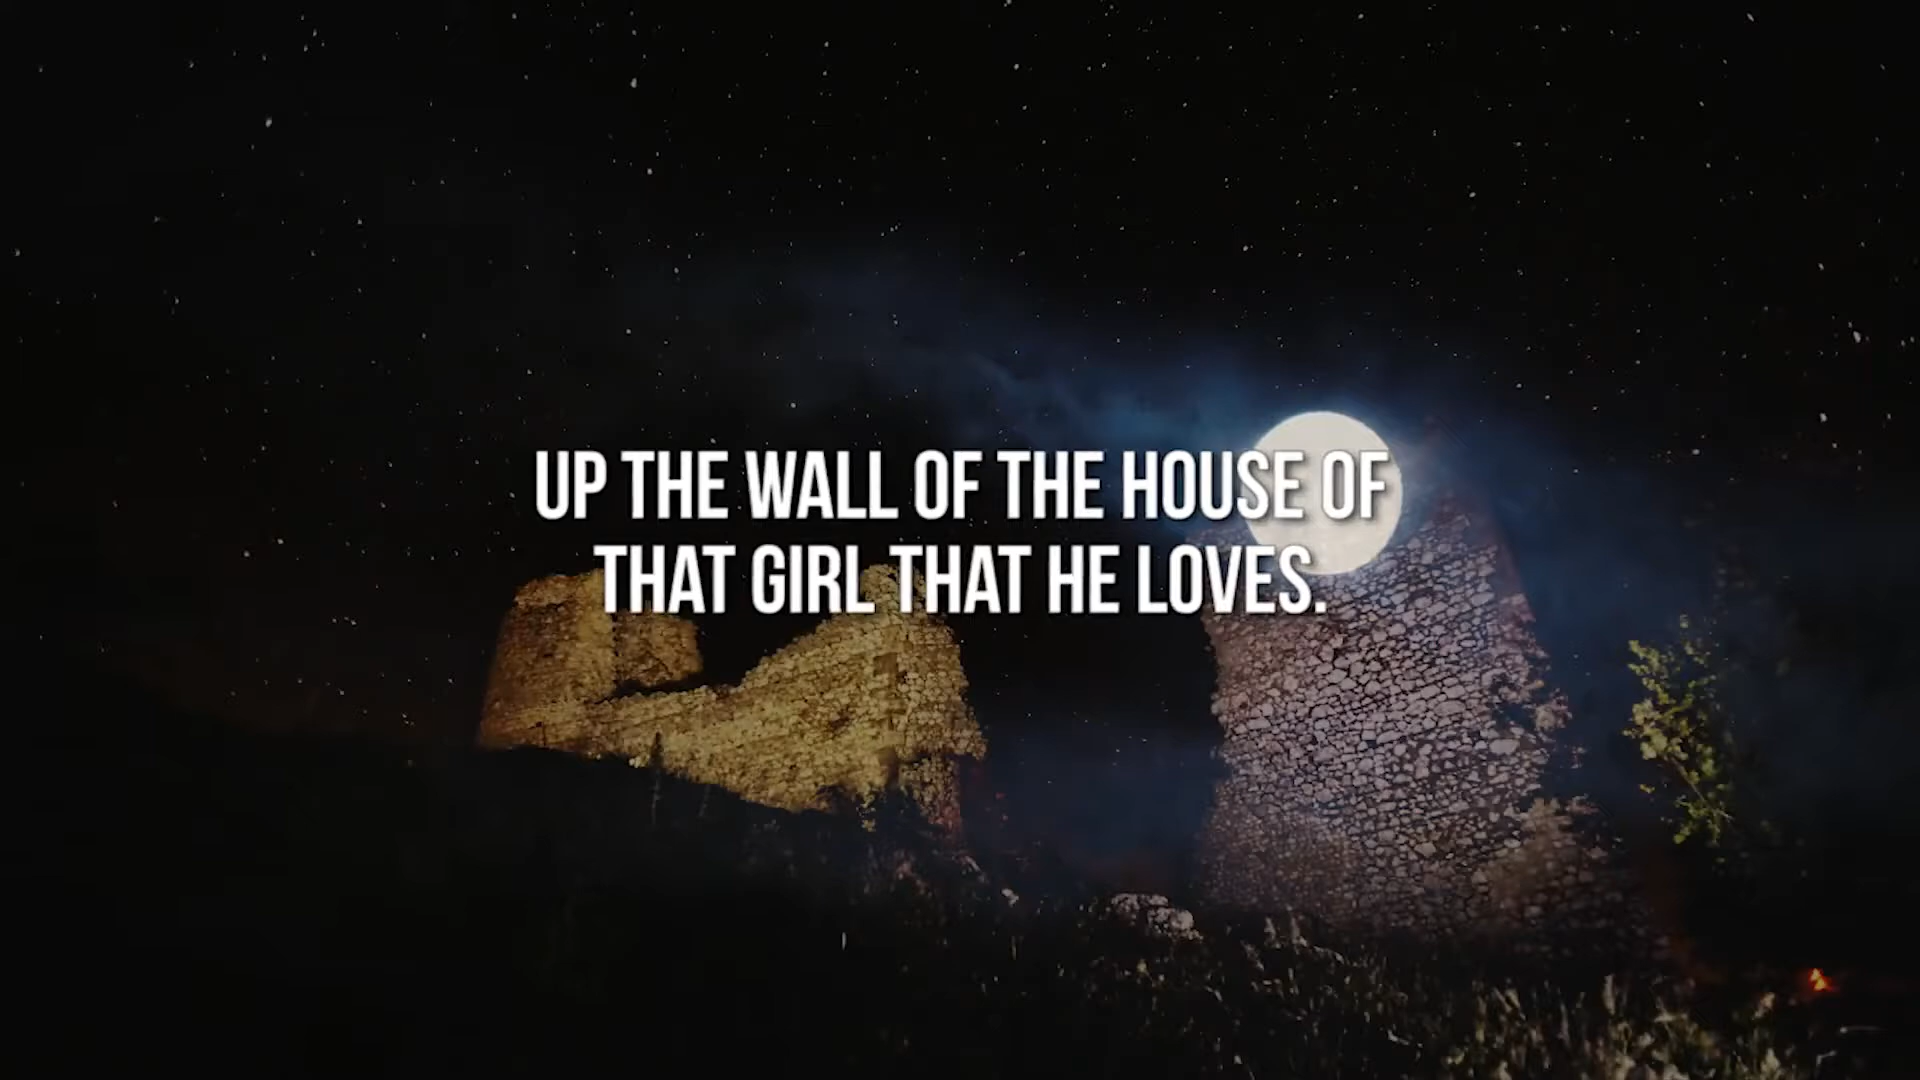 UP THE WALL OF THE HOUSE OF
THAT GIRL THAT HE LOVES.